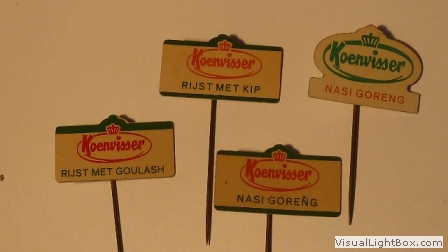 Koenvisser
RIJST MET KIP
Koenvisser
NASI GORENG
Koenvisser
RIJST MET GOULASH
Koenvisser
NASI GORENG
VisualLightBox.com